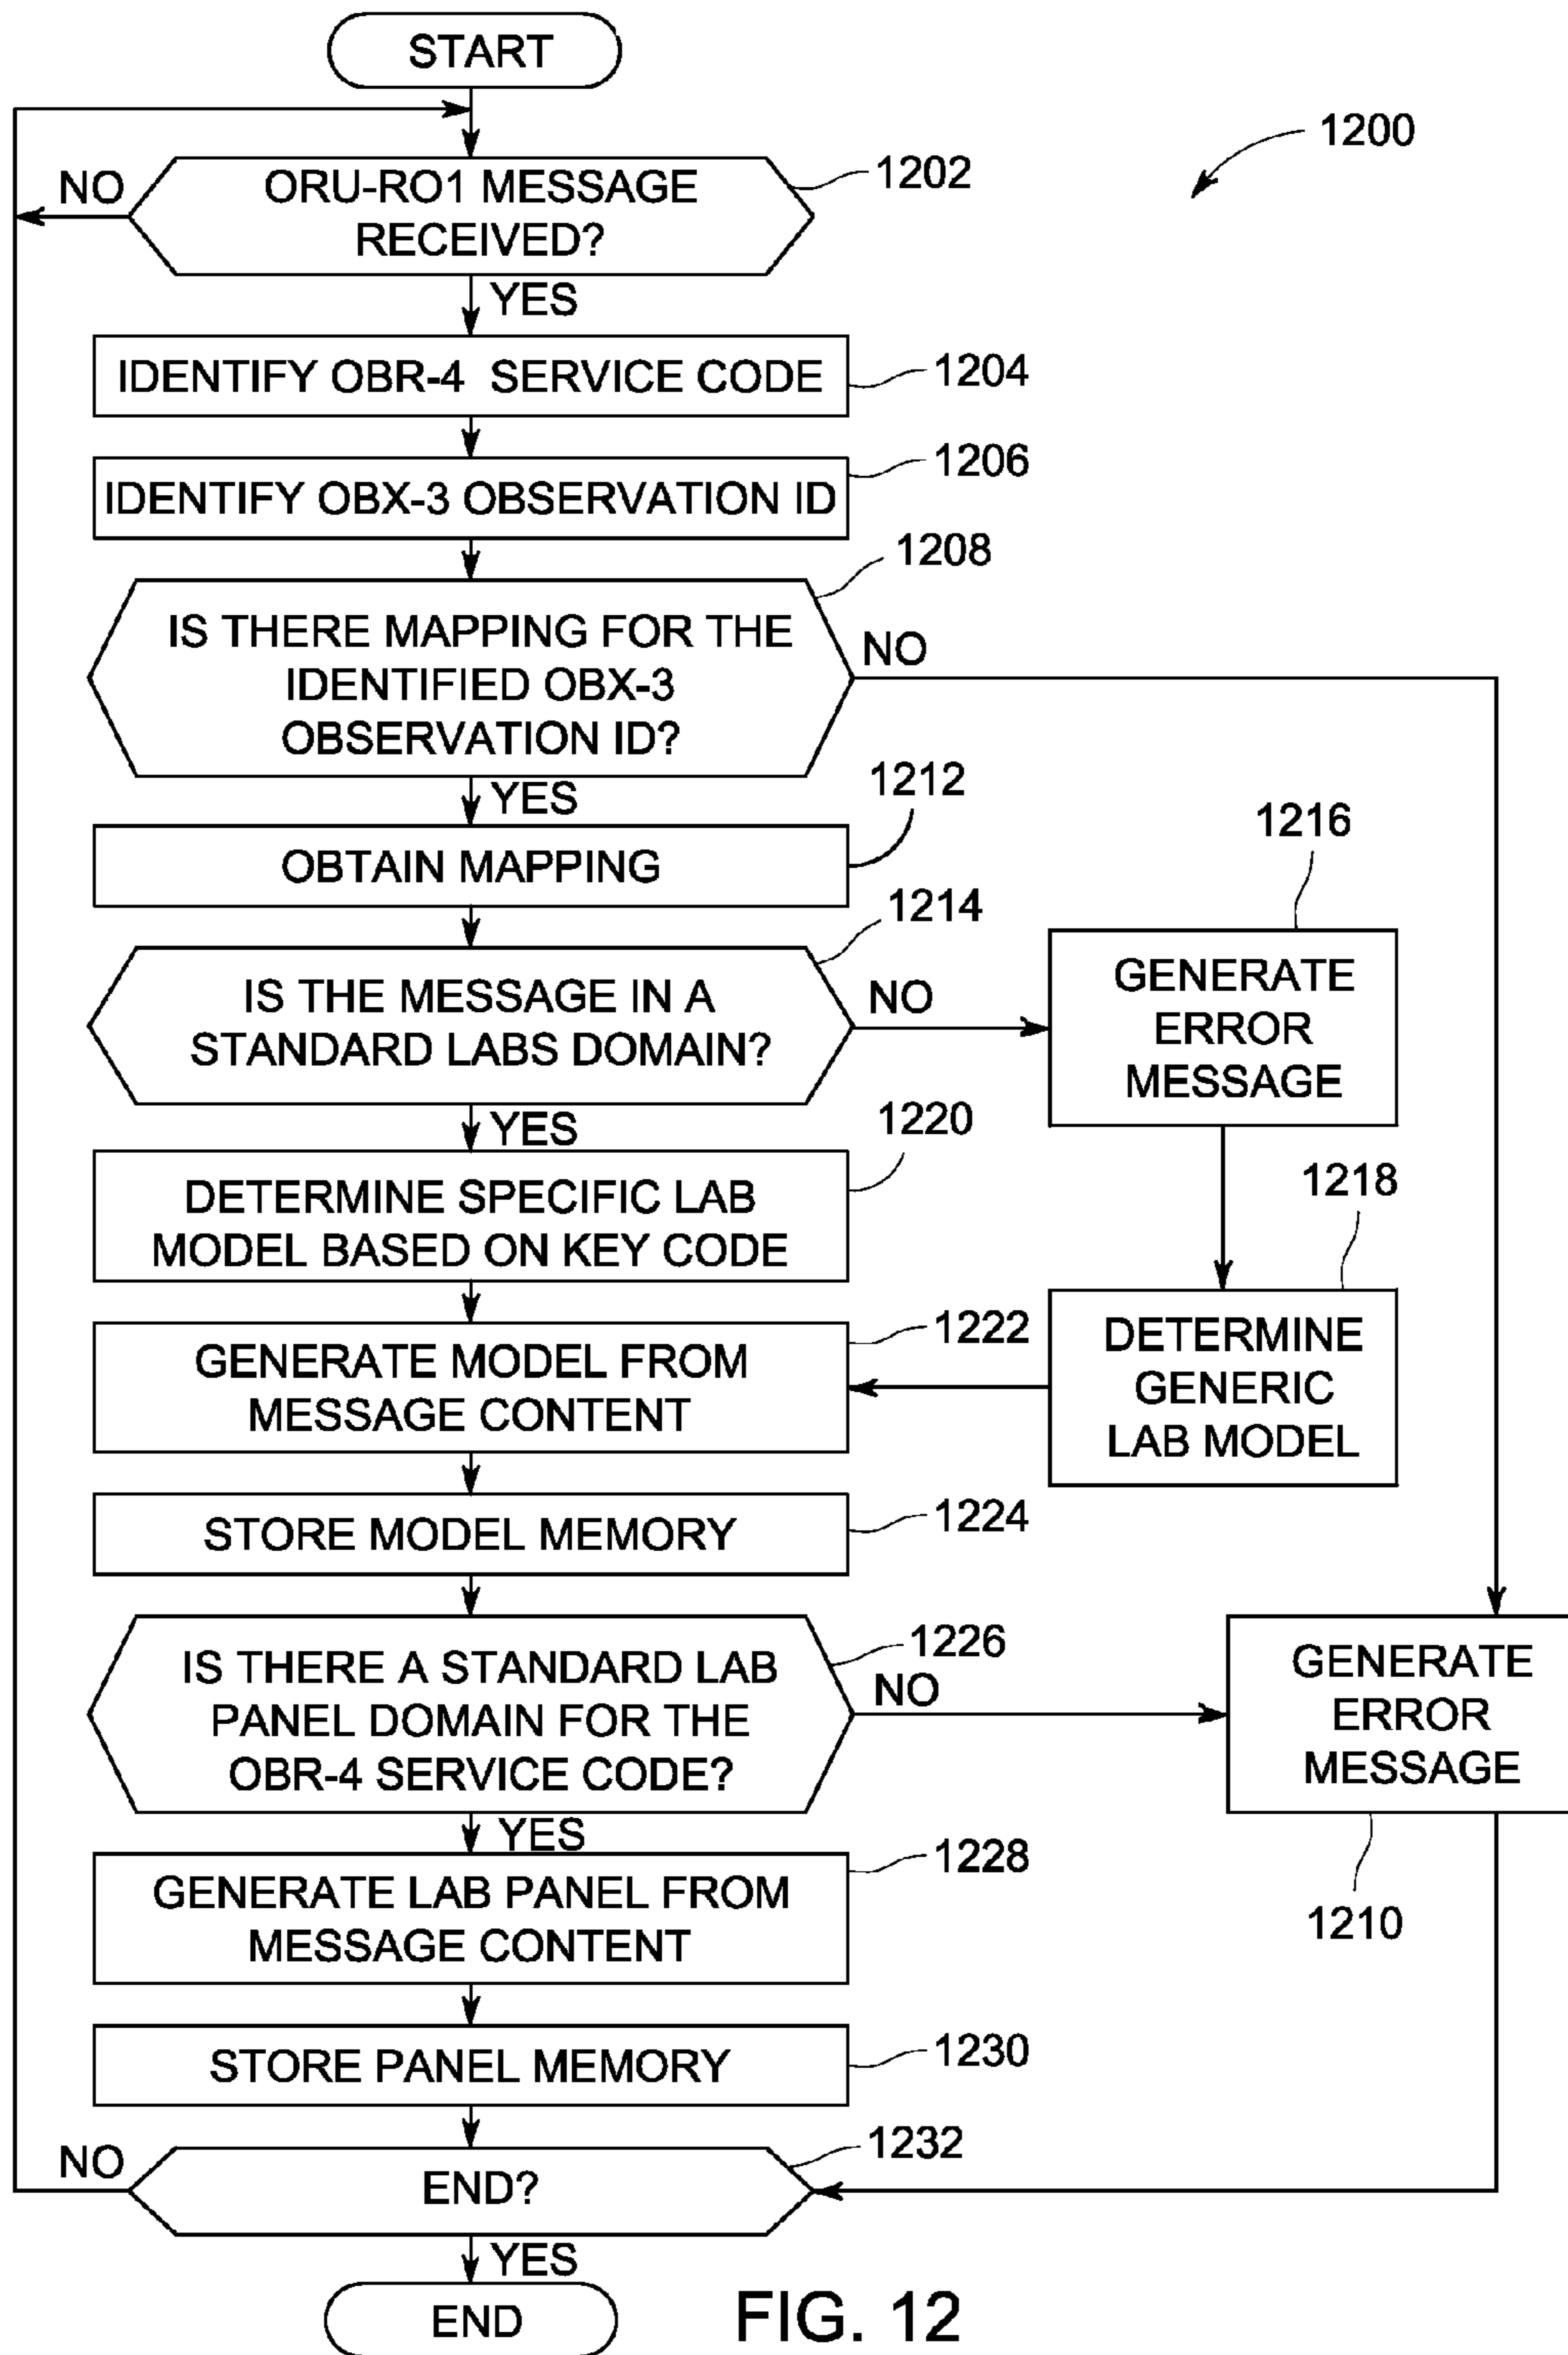 START
1200
NO
ORU-RO1 MESSAGE
RECEIVED?
1202
YES
IDENTIFY OBR-4 SERVICE CODE
1204
IDENTIFY OBX-3 OBSERVATION ID
1206
1208
IS THERE MAPPING FOR THE
IDENTIFIED OBX-3
OBSERVATION ID?
NO
YES
1212
OBTAIN MAPPING
1214
IS THE MESSAGE IN A
STANDARD LABS DOMAIN?
NO
1216
GENERATE
ERROR
MESSAGE
YES
1220
DETERMINE SPECIFIC LAB
MODEL BASED ON KEY CODE
1218
DETERMINE
GENERIC
LAB MODEL
GENERATE MODEL FROM
MESSAGE CONTENT
1222
STORE MODEL MEMORY
1224
IS THERE A STANDARD LAB
PANEL DOMAIN FOR THE
OBR-4 SERVICE CODE?
1226
NO
GENERATE
ERROR
MESSAGE
1210
YES
GENERATE LAB PANEL FROM
MESSAGE CONTENT
1228
STORE PANEL MEMORY
1230
NO
END?
1232
YES
END
FIG. 12